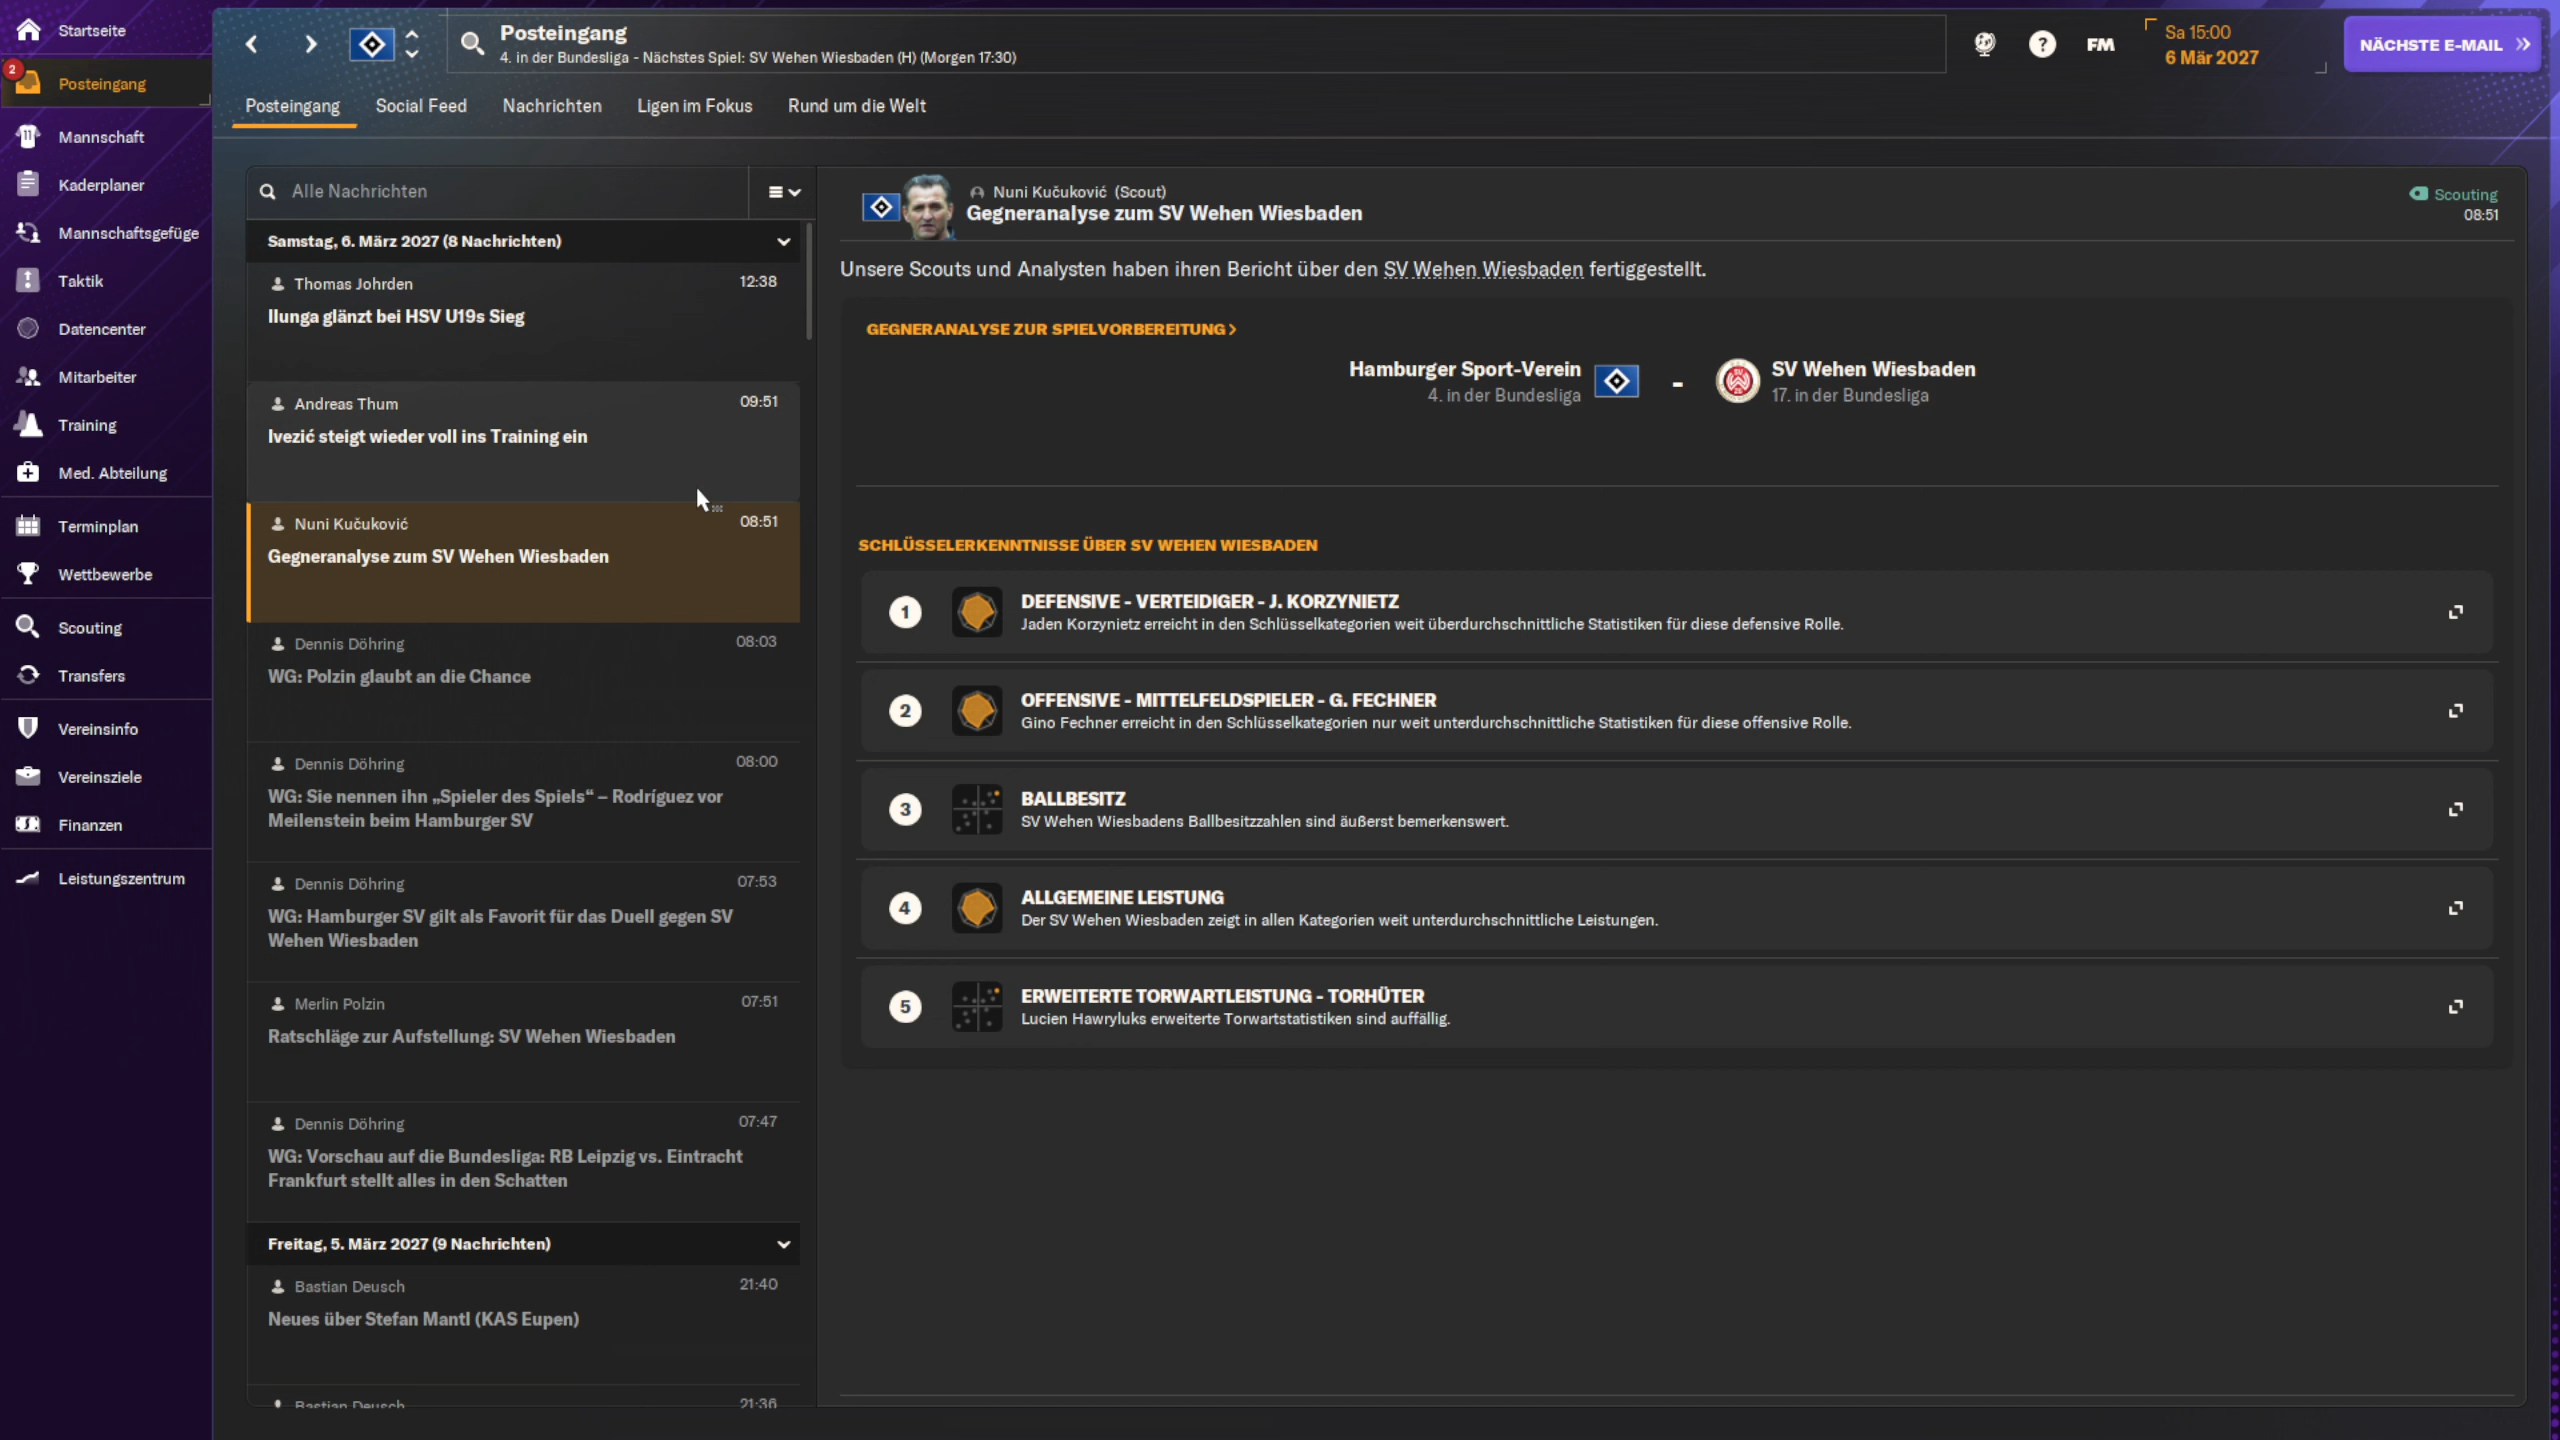 Startseite
2
Posteingang
Mannschaft
Kaderplaner
Mannschaftsgefüge
Taktik
Datencenter
Mitarbeiter
Training
Med. Abteilung
Terminplan
Wettbewerbe
Scouting
Transfers
Vereinsinfo
Vereinsziele
Finanzen
Leistungszentrum
Posteingang
4. in der Bundesliga - Nächstes Spiel: SV Wehen Wiesbaden (H) (Morgen 17:30)
?
FM
Sa 15:00
6 Mär 2027
NÄCHSTE E-MAIL
Posteingang Social Feed Nachrichten Ligen im Fokus Rund um die Welt
Alle Nachrichten
Samstag, 6. März 2027 (8 Nachrichten)
Thomas Johrden 12:38
Ilunga glänzt bei HSV U19s Sieg
Andreas Thum 09:51
Ivezić steigt wieder voll ins Training ein
Nuni Kučuković 08:51
Gegneranalyse zum SV Wehen Wiesbaden
Dennis Döhring 08:03
WG: Polzin glaubt an die Chance
Dennis Döhring 08:00
WG: Sie nennen ihn „Spieler des Spiels“ – Rodríguez vor
Meilenstein beim Hamburger SV
Dennis Döhring 07:53
WG: Hamburger SV gilt als Favorit für das Duell gegen SV
Wehen Wiesbaden
Merlin Polzin 07:51
Ratschläge zur Aufstellung: SV Wehen Wiesbaden
Dennis Döhring 07:47
WG: Vorschau auf die Bundesliga: RB Leipzig vs. Eintracht
Frankfurt stellt alles in den Schatten
Freitag, 5. März 2027 (9 Nachrichten)
Bastian Deusch 21:40
Neues über Stefan Mantl (KAS Eupen)
Bastian Deusch 21:36
Nuni Kučuković (Scout)
Gegneranalyse zum SV Wehen Wiesbaden
Scouting
08:51
Unsere Scouts und Analysten haben ihren Bericht über den SV Wehen Wiesbaden fertiggestellt.
GEGNERANALYSE ZUR SPIELVORBEREITUNG >
Hamburger Sport-Verein - SV Wehen Wiesbaden
4. in der Bundesliga 17. in der Bundesliga
SCHLÜSSELERKENNTNISSE ÜBER SV WEHEN WIESBADEN
1 DEFENSIVE - VERTEIDIGER - J. KORZYNIETZ
Jaden Korzynietz erreicht in den Schlüsselkategorien weit überdurchschnittliche Statistiken für diese defensive Rolle.
2 OFFENSIVE - MITTELFELDSPIELER - G. FECHNER
Gino Fechner erreicht in den Schlüsselkategorien nur weit unterdurchschnittliche Statistiken für diese offensive Rolle.
3 BALLBESITZ
SV Wehen Wiesbadens Ballbesitzzahlen sind äußerst bemerkenswert.
4 ALLGEMEINE LEISTUNG
Der SV Wehen Wiesbaden zeigt in allen Kategorien weit unterdurchschnittliche Leistungen.
5 ERWEITERTE TORWARTLEISTUNG - TORHÜTER
Lucien Hawryluks erweiterte Torwartstatistiken sind auffällig.